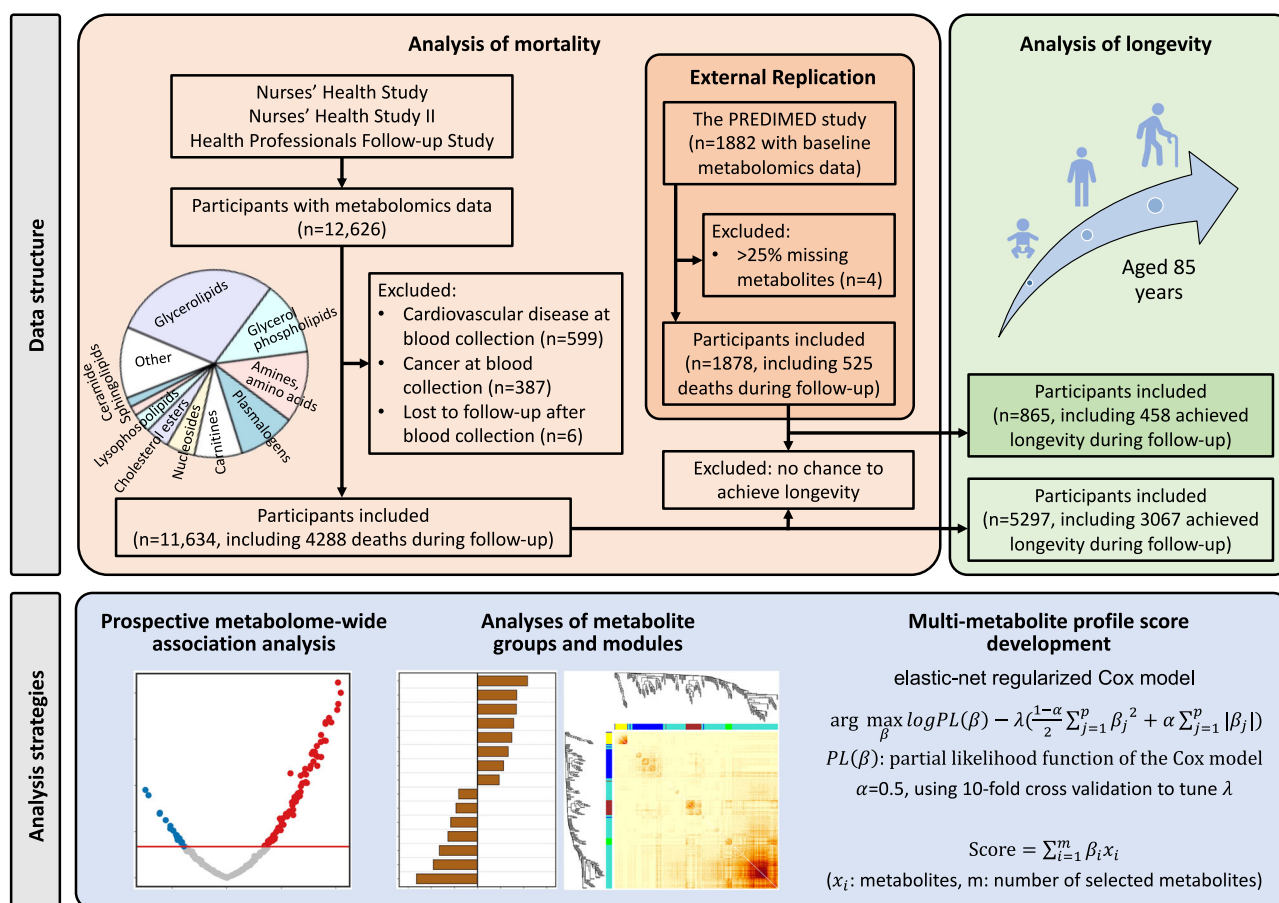 Data structure
Analysis of mortality
Nurses' Health Study
Nurses' Health Study II
Health Professionals Follow-up Study
Participants with metabolomics data
(n=12,626)
Glycerolipids
Glycerol phospholipids
Amines, amino acids
Plasmalogens
Carnitines
Nucleosides
Cholesterol esters
Lysophospolipids
Sphingolipids
Ceramide
Other
Excluded:
• Cardiovascular disease at
blood collection (n=599)
• Cancer at blood
collection (n=387)
• Lost to follow-up after
blood collection (n=6)
Participants included
(n=11,634, including 4288 deaths during follow-up)
External Replication
The PREDIMED study
(n=1882 with baseline
metabolomics data)
Excluded:
• >25% missing
metabolites (n=4)
Participants included
(n=1878, including 525
deaths during follow-up)
Excluded: no chance to
achieve longevity
Analysis of longevity
Aged 85
years
Participants included
(n=865, including 458 achieved
longevity during follow-up)
Participants included
(n=5297, including 3067 achieved
longevity during follow-up)
Analysis strategies
Prospective metabolome-wide
association analysis
Analyses of metabolite
groups and modules
Multi-metabolite profile score
development
elastic-net regularized Cox model
arg max_β logPL(β) − λ(\frac{1−α}{2} ∑_{j=1}^{p} β_j² + α ∑_{j=1}^{p} |β_j|)
PL(β): partial likelihood function of the Cox model
α=0.5, using 10-fold cross validation to tune λ
Score = ∑_{i=1}^{m} β_i x_i
(x_i: metabolites, m: number of selected metabolites)